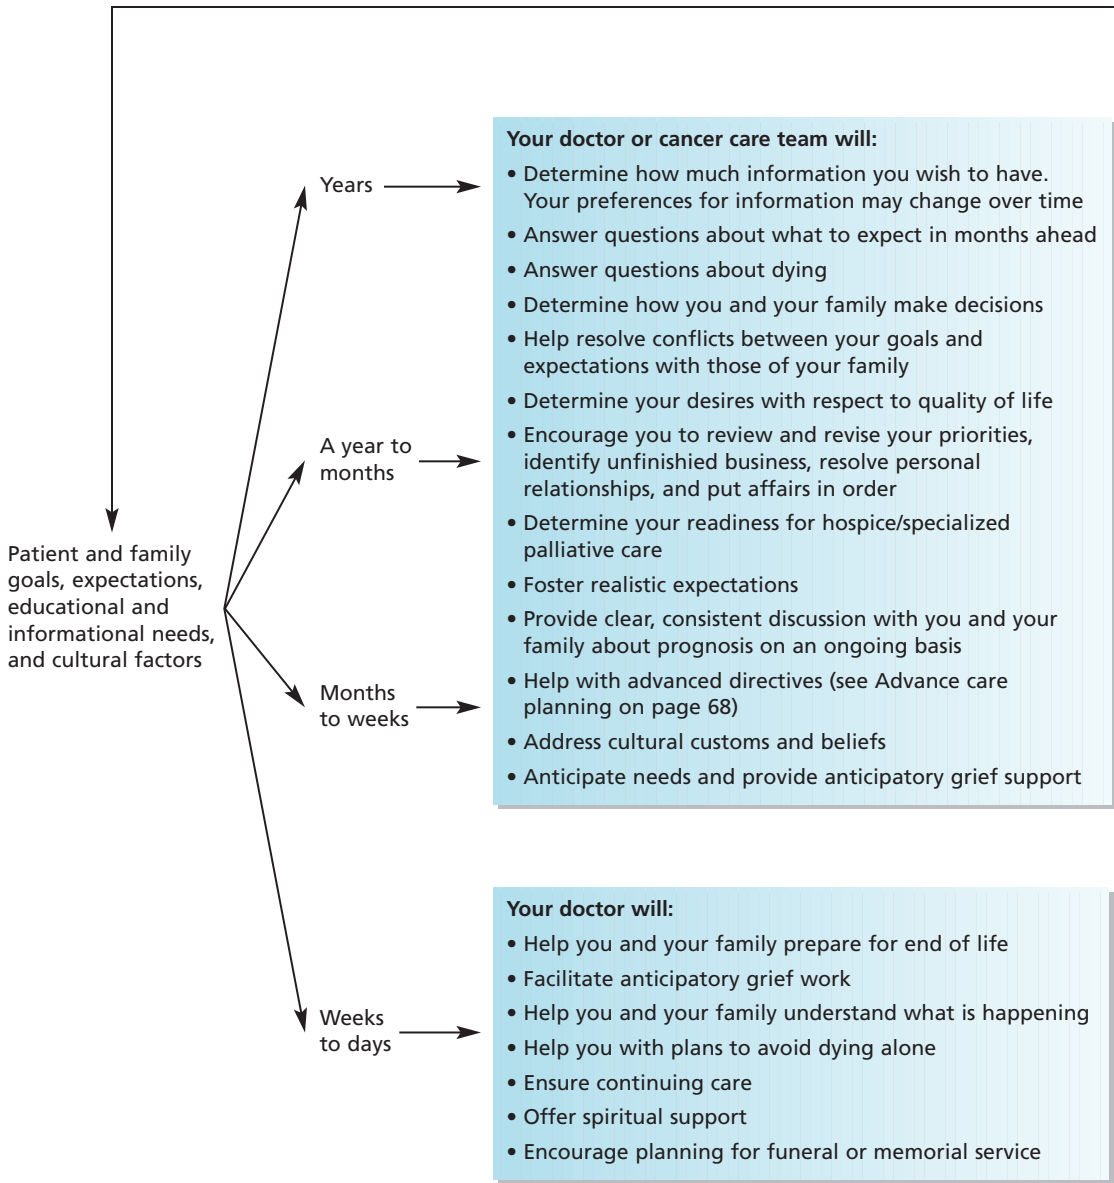 Patient and family
goals, expectations,
educational and
informational needs,
and cultural factors
Years
A year to
months
Months
to weeks
Weeks
to days
Your doctor or cancer care team will:
• Determine how much information you wish to have.
Your preferences for information may change over time
• Answer questions about what to expect in months ahead
• Answer questions about dying
• Determine how you and your family make decisions
• Help resolve conflicts between your goals and
expectations with those of your family
• Determine your desires with respect to quality of life
• Encourage you to review and revise your priorities,
identify unfinishied business, resolve personal
relationships, and put affairs in order
• Determine your readiness for hospice/specialized
palliative care
• Foster realistic expectations
• Provide clear, consistent discussion with you and your
family about prognosis on an ongoing basis
• Help with advanced directives (see Advance care
planning on page 68)
• Address cultural customs and beliefs
• Anticipate needs and provide anticipatory grief support
Your doctor will:
• Help you and your family prepare for end of life
• Facilitate anticipatory grief work
• Help you and your family understand what is happening
• Help you with plans to avoid dying alone
• Ensure continuing care
• Offer spiritual support
• Encourage planning for funeral or memorial service